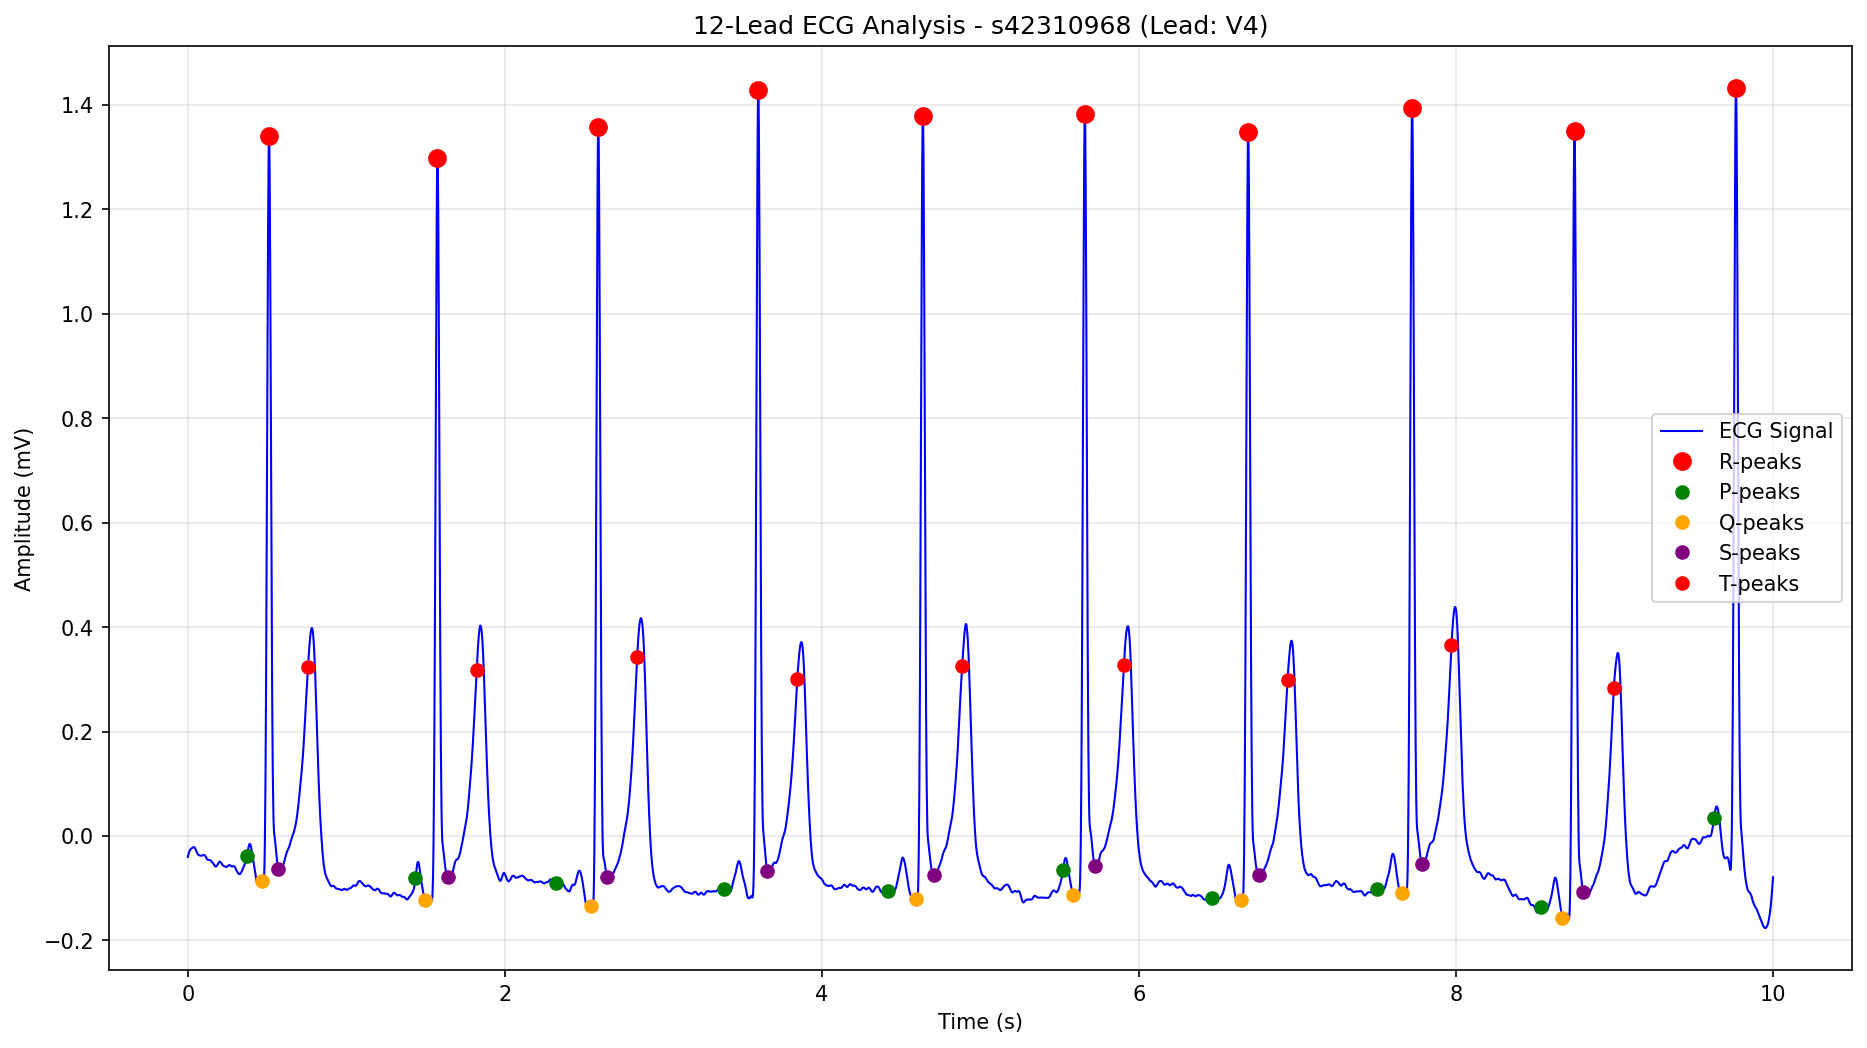 12-Lead ECG Analysis - s42310968 (Lead: V4)
Amplitude (mV)
1.4
1.2
1.0
0.8
0.6
0.4
0.2
0.0
−0.2
ECG Signal
R-peaks
P-peaks
Q-peaks
S-peaks
T-peaks
0 2 4 6 8 10
Time (s)